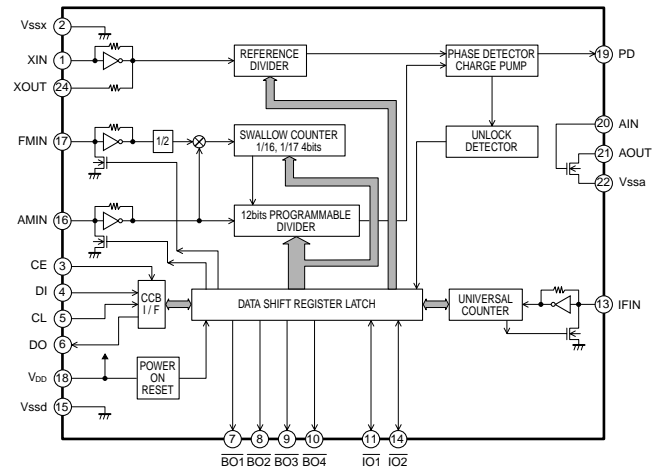 Vssx 2
XIN 1
XOUT 24
REFERENCE
DIVIDER
PHASE DETECTOR
CHARGE PUMP
19 PD
FMIN 17
1/2
SWALLOW COUNTER
1/16, 1/17 4bits
UNLOCK
DETECTOR
20 AIN
21 AOUT
22 Vssa
AMIN 16
12bits PROGRAMMABLE
DIVIDER
CE 3
DI 4
CL 5
DO 6
CCB
I / F
DATA SHIFT REGISTER LATCH
UNIVERSAL
COUNTER
13 IFIN
VDD 18
POWER
ON
RESET
Vssd 15
7 8 9 10 11 14
BO1 BO2 BO3 BO4 IO1 IO2